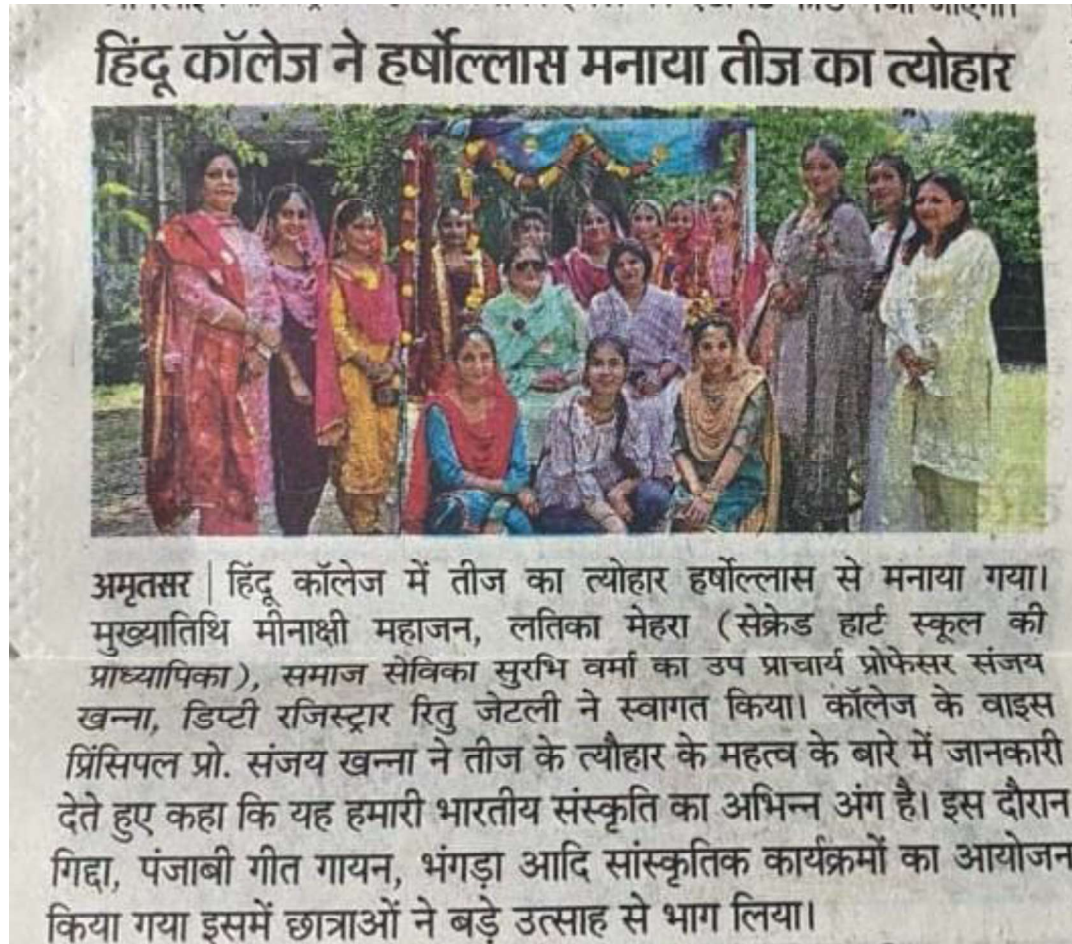 हिंदू कॉलेज ने हर्षोल्लास मनाया तीज का त्योहार
अमृतसर | हिंदू कॉलेज में तीज का त्योहार हर्षोल्लास से मनाया गया।
मुख्यातिथि मीनाक्षी महाजन, लतिका मेहरा (सेक्रेड हार्ट स्कूल की
प्राध्यापिका), समाज सेविका सुरभि वर्मा का उप प्राचार्य प्रोफेसर संजय
खन्ना, डिप्टी रजिस्ट्रार रितु जेटली ने स्वागत किया। कॉलेज के वाइस
प्रिंसिपल प्रो. संजय खन्ना ने तीज के त्यौहार के महत्व के बारे में जानकारी
देते हुए कहा कि यह हमारी भारतीय संस्कृति का अभिन्न अंग है। इस दौरान
गिद्दा, पंजाबी गीत गायन, भंगड़ा आदि सांस्कृतिक कार्यक्रमों का आयोजन
किया गया इसमें छात्राओं ने बड़े उत्साह से भाग लिया।